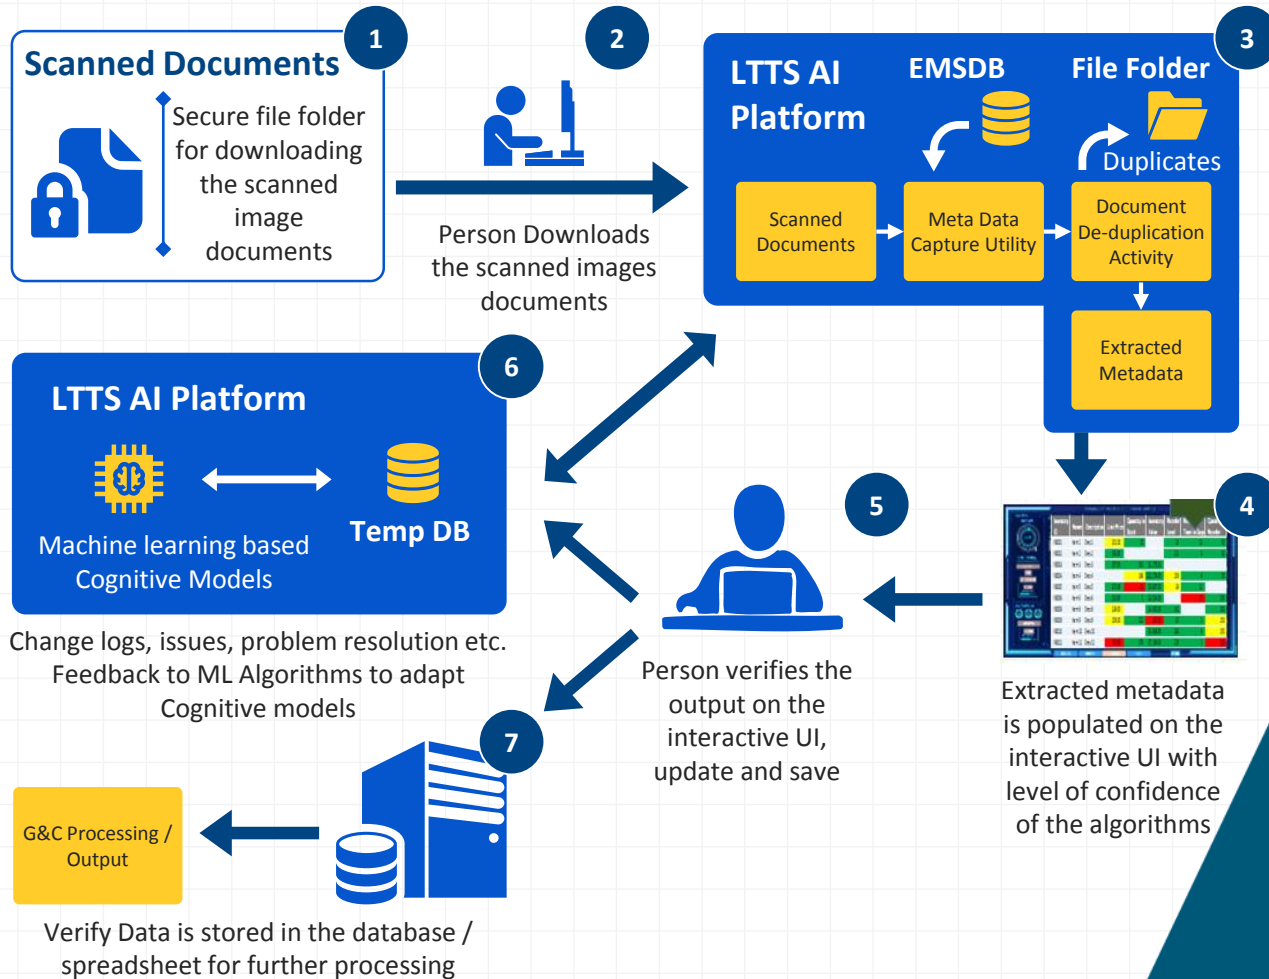 1
Scanned Documents
Secure file folder
for downloading
the scanned
image
documents
2
Person Downloads
the scanned images
documents
3
LTTS AI
Platform
EMSDB
File Folder
Duplicates
Scanned
Documents
Meta Data
Capture Utility
Document
De-duplication
Activity
Extracted
Metadata
4
Extracted metadata
is populated on the
interactive UI with
level of confidence
of the algorithms
5
Person verifies the
output on the
interactive UI,
update and save
6
LTTS AI Platform
Machine learning based
Cognitive Models
Temp DB
Change logs, issues, problem resolution etc.
Feedback to ML Algorithms to adapt
Cognitive models
7
G&C Processing /
Output
Verify Data is stored in the database /
spreadsheet for further processing